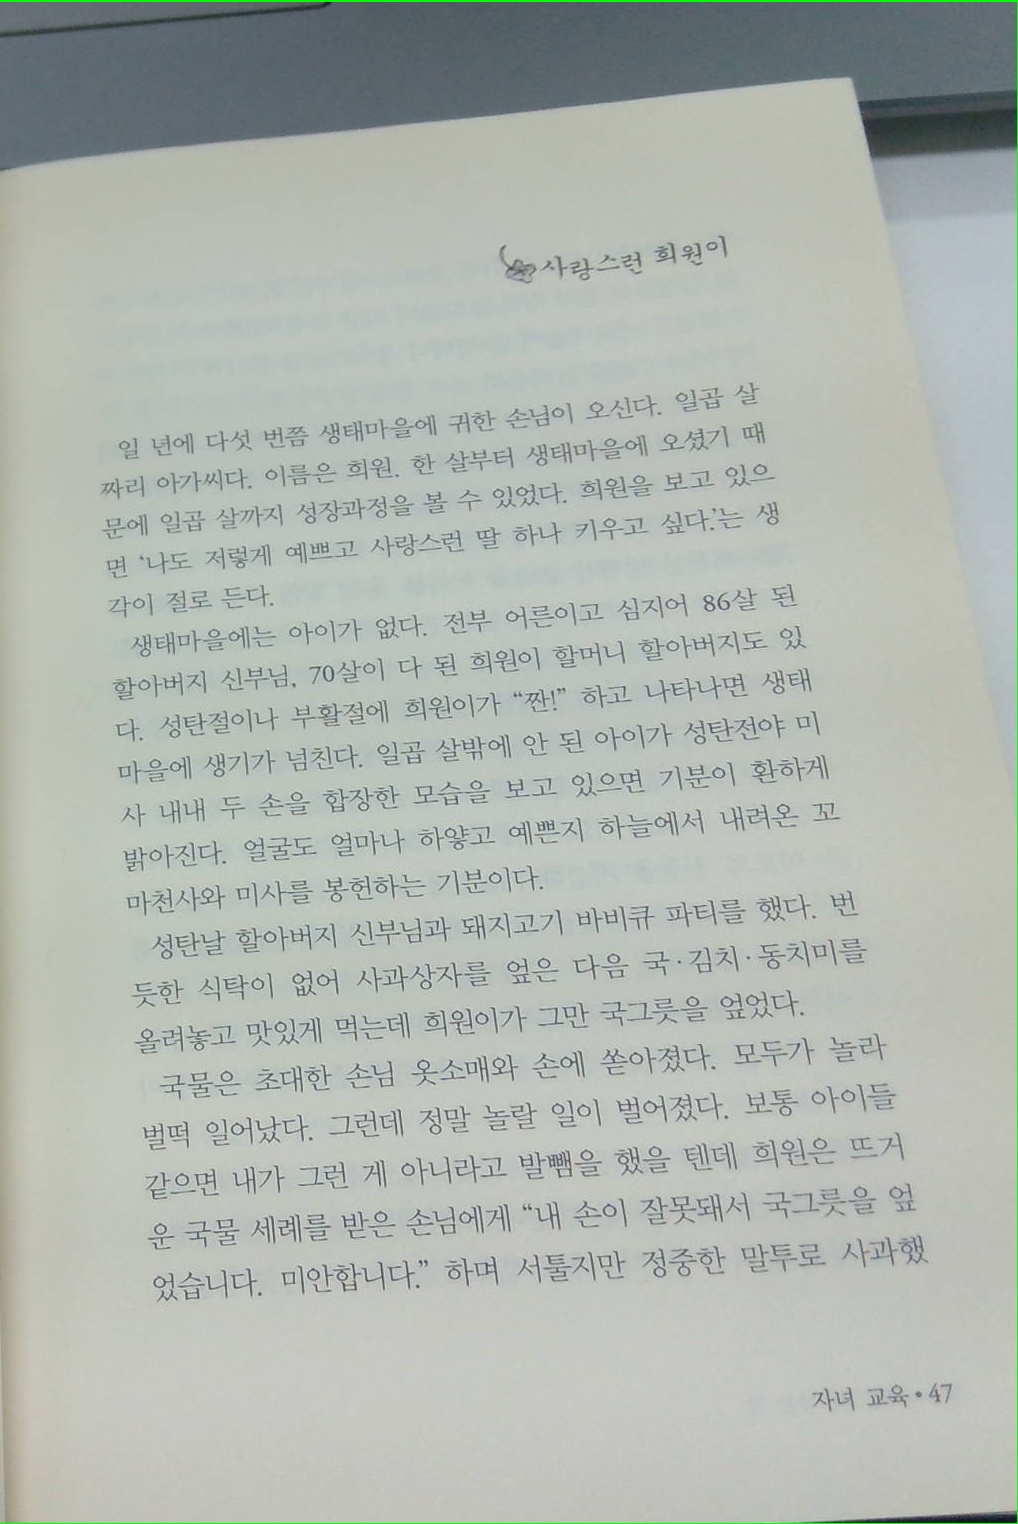 사랑스런 희원이
일 년에 다섯 번쯤 생태마을에 귀한 손님이 오신다. 일곱 살
짜리 아가씨다. 이름은 희원. 한 살부터 생태마을에 오셨기 때
문에 일곱 살까지 성장과정을 볼 수 있었다. 희원을 보고 있으
면 ‘나도 저렇게 예쁘고 사랑스런 딸 하나 키우고 싶다.’는 생
각이 절로 든다.
생태마을에는 아이가 없다. 전부 어른이고 심지어 86살 된
할아버지 신부님, 70살이 다 된 희원이 할머니 할아버지도 있
다. 성탄절이나 부활절에 희원이가 “짠!” 하고 나타나면 생태
마을에 생기가 넘친다. 일곱 살밖에 안 된 아이가 성탄전야 미
사 내내 두 손을 합장한 모습을 보고 있으면 기분이 환하게
밝아진다. 얼굴도 얼마나 하얗고 예쁜지 하늘에서 내려온 꼬
마천사와 미사를 봉헌하는 기분이다.
성탄날 할아버지 신부님과 돼지고기 바비큐 파티를 했다. 번
듯한 식탁이 없어 사과상자를 엎은 다음 국·김치·동치미를
올려놓고 맛있게 먹는데 희원이가 그만 국그릇을 엎었다.
국물은 초대한 손님 옷소매와 손에 쏟아졌다. 모두가 놀라
벌떡 일어났다. 그런데 정말 놀랄 일이 벌어졌다. 보통 아이들
같으면 내가 그런 게 아니라고 발뺌을 했을 텐데 희원은 뜨거
운 국물 세례를 받은 손님에게 “내 손이 잘못돼서 국그릇을 엎
었습니다. 미안합니다.” 하며 서툴지만 정중한 말투로 사과했
자녀 교육 • 47